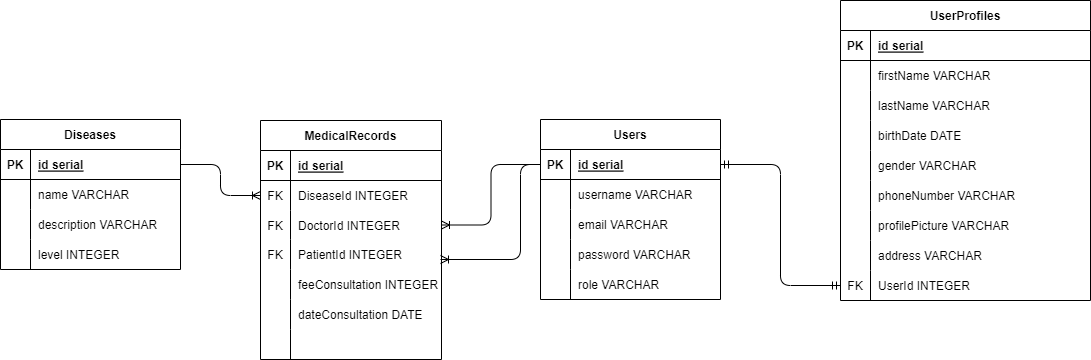 Diseases
PK id serial
name VARCHAR
description VARCHAR
level INTEGER
MedicalRecords
PK id serial
FK DiseaseId INTEGER
FK DoctorId INTEGER
FK PatientId INTEGER
feeConsultation INTEGER
dateConsultation DATE
Users
PK id serial
username VARCHAR
email VARCHAR
password VARCHAR
role VARCHAR
UserProfiles
PK id serial
firstName VARCHAR
lastName VARCHAR
birthDate DATE
gender VARCHAR
phoneNumber VARCHAR
profilePicture VARCHAR
address VARCHAR
FK UserId INTEGER